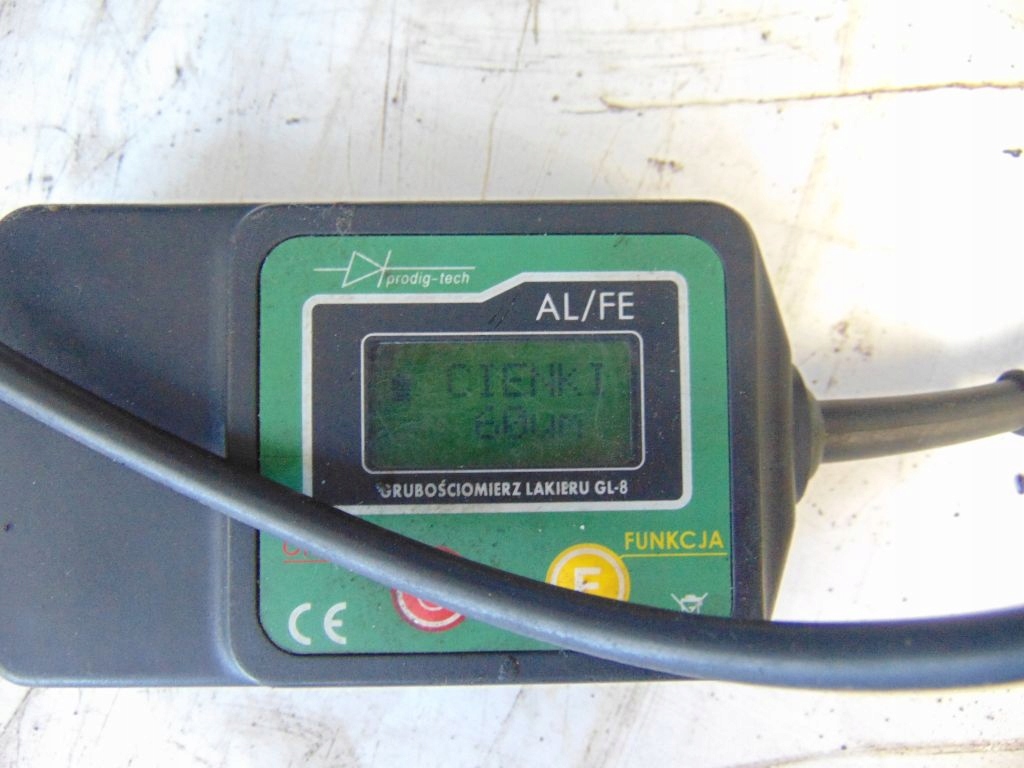 prodig-tech
AL/FE
CIENKI
60um
GRUBOŚCIOMIERZ LAKIERU GL-8
FUNKCJA
F
CE